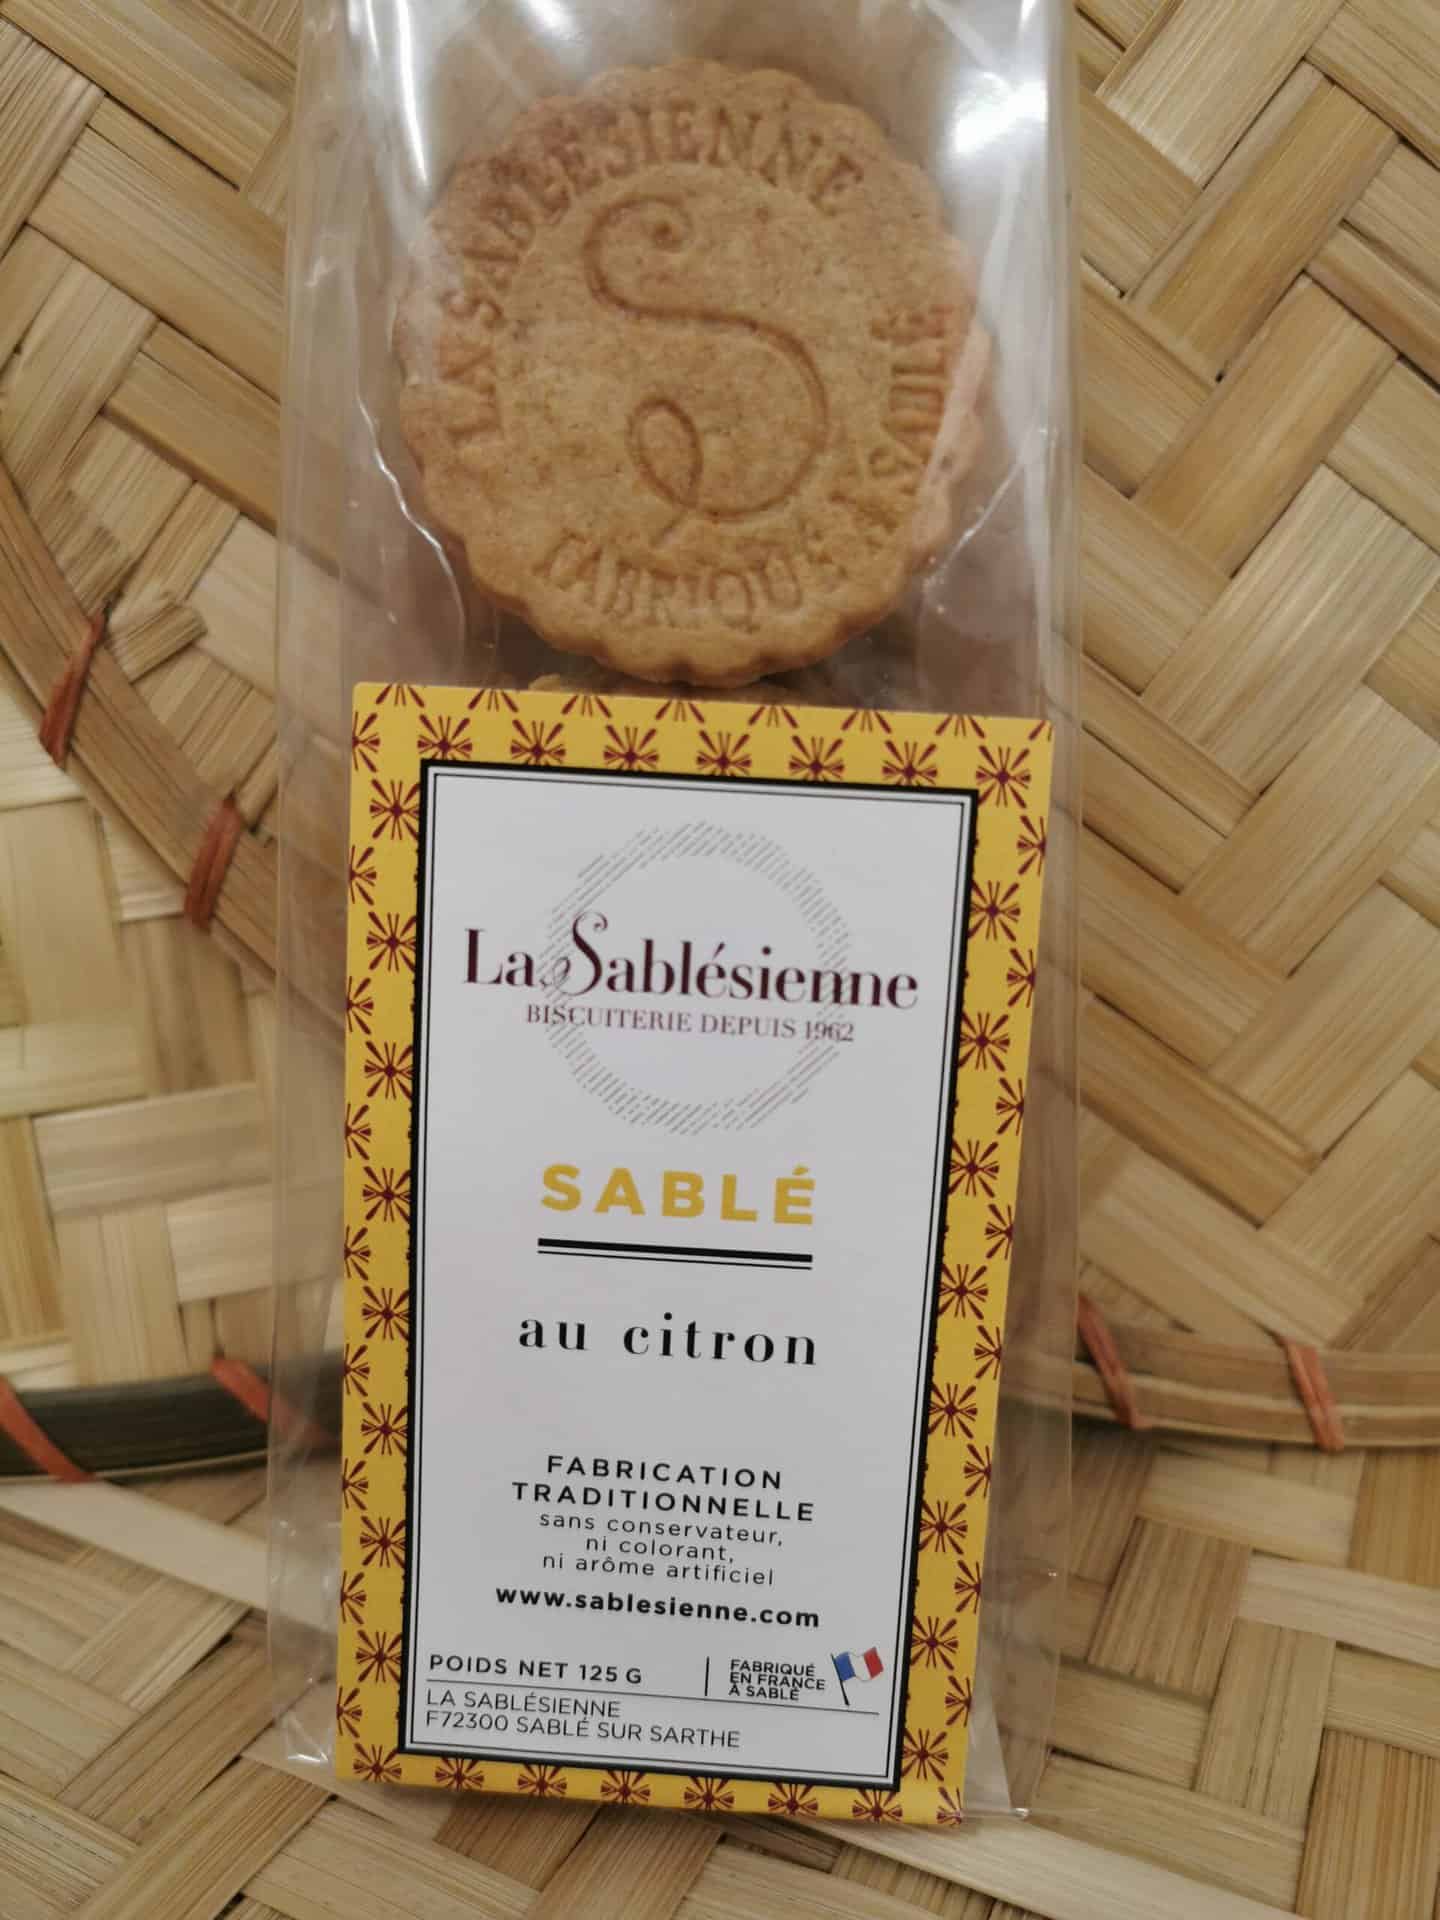 LA SABLÉSIENNE
FABRIQUÉ À SABLÉ
La Sablésienne
BISCUITERIE DEPUIS 1962
SABLÉ
au citron
FABRICATION
TRADITIONNELLE
sans conservateur,
ni colorant,
ni arôme artificiel
www.sablesienne.com
POIDS NET 125 G
FABRIQUÉ
EN FRANCE
À SABLÉ
LA SABLÉSIENNE
F72300 SABLÉ SUR SARTHE